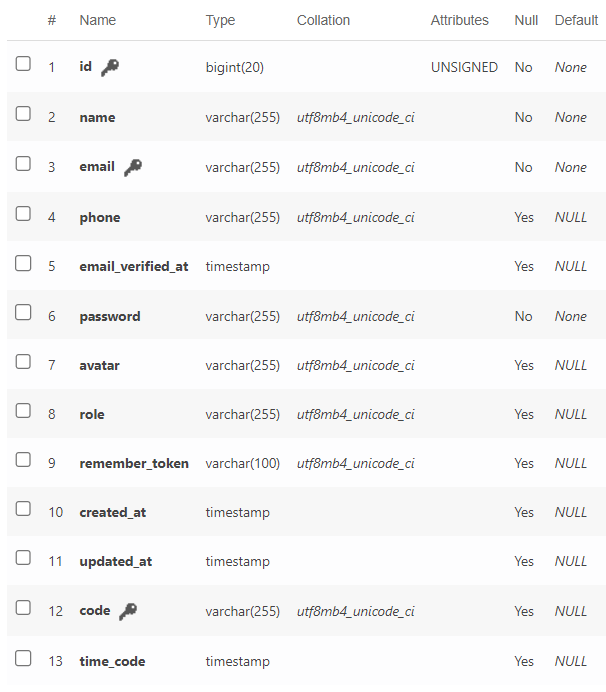 # Name Type Collation Attributes Null Default
1 id bigint(20) UNSIGNED No None
2 name varchar(255) utf8mb4_unicode_ci No None
3 email varchar(255) utf8mb4_unicode_ci No None
4 phone varchar(255) utf8mb4_unicode_ci Yes NULL
5 email_verified_at timestamp Yes NULL
6 password varchar(255) utf8mb4_unicode_ci No None
7 avatar varchar(255) utf8mb4_unicode_ci Yes NULL
8 role varchar(255) utf8mb4_unicode_ci Yes NULL
9 remember_token varchar(100) utf8mb4_unicode_ci Yes NULL
10 created_at timestamp Yes NULL
11 updated_at timestamp Yes NULL
12 code varchar(255) utf8mb4_unicode_ci Yes NULL
13 time_code timestamp Yes NULL